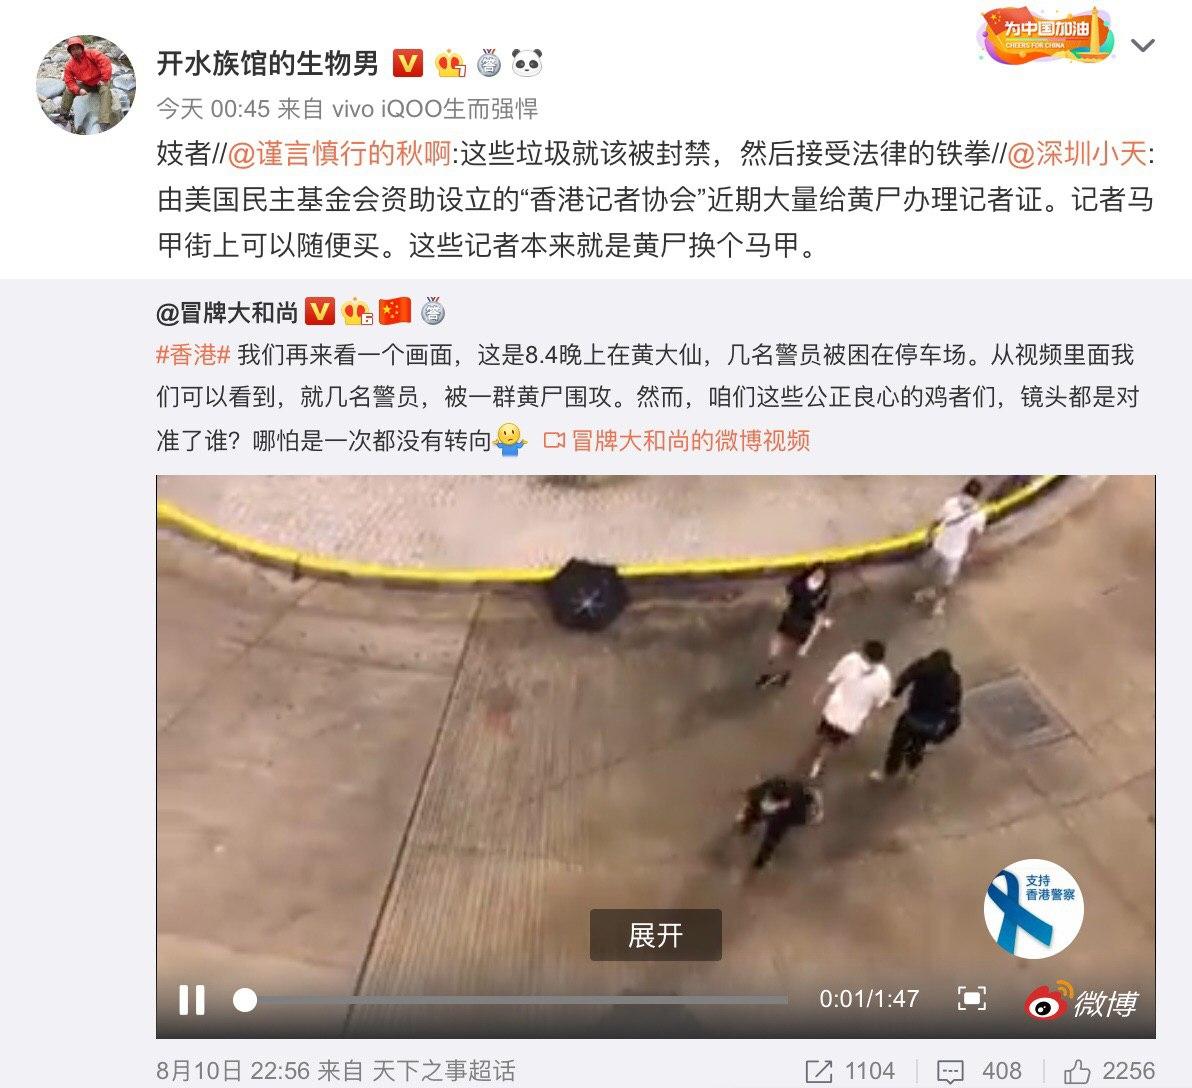 为中国加油
CHEERS FOR CHINA
开水族馆的生物男
今天 00:45 来自 vivo iQOO生而强悍
妓者//@谨言慎行的秋啊:这些垃圾就该被封禁，然后接受法律的铁拳//@深圳小天:
由美国民主基金会资助设立的“香港记者协会”近期大量给黄尸办理记者证。记者马
甲街上可以随便买。这些记者本来就是黄尸换个马甲。
@冒牌大和尚
#香港# 我们再来看一个画面，这是8.4晚上在黄大仙，几名警员被困在停车场。从视频里面我
们可以看到，就几名警员，被一群黄尸围攻。然而，咱们这些公正良心的鸡者们，镜头都是对
准了谁？哪怕是一次都没有转向🤷 冒牌大和尚的微博视频
支持
香港警察
展开
0:01/1:47
微博
8月10日 22:56 来自 天下之事超话
1104 408 2256